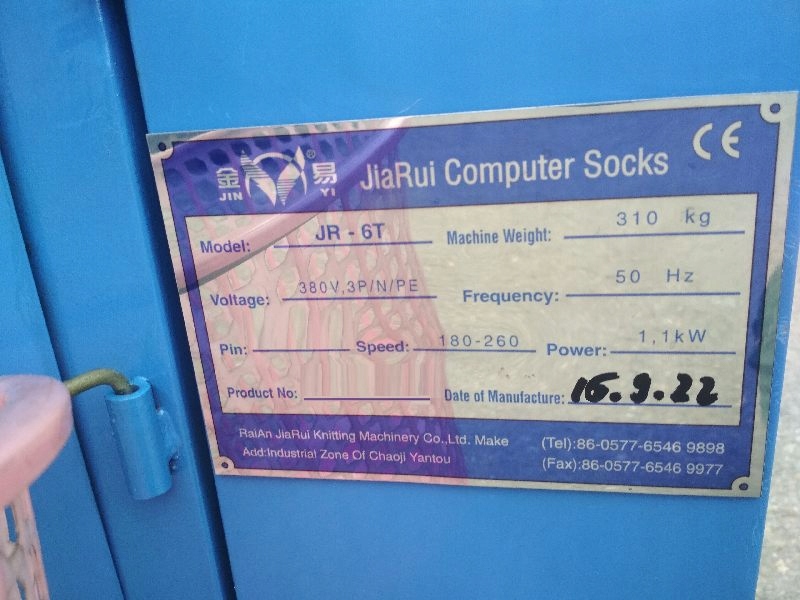 金 易
JIN YI
®
JiaRui Computer Socks
CE
Model: JR - 6T
Machine Weight: 310 kg
Voltage: 380V,3P/N/PE
Frequency: 50 Hz
Pin:
Speed: 180-260
Power: 1,1kW
Product No:
Date of Manufacture: 16.9.22
RaiAn JiaRui Knitting Machinery Co.,Ltd. Make
(Tel):86-0577-6546 9898
Add:Industrial Zone Of Chaoji Yantou
(Fax):86-0577-6546 9977